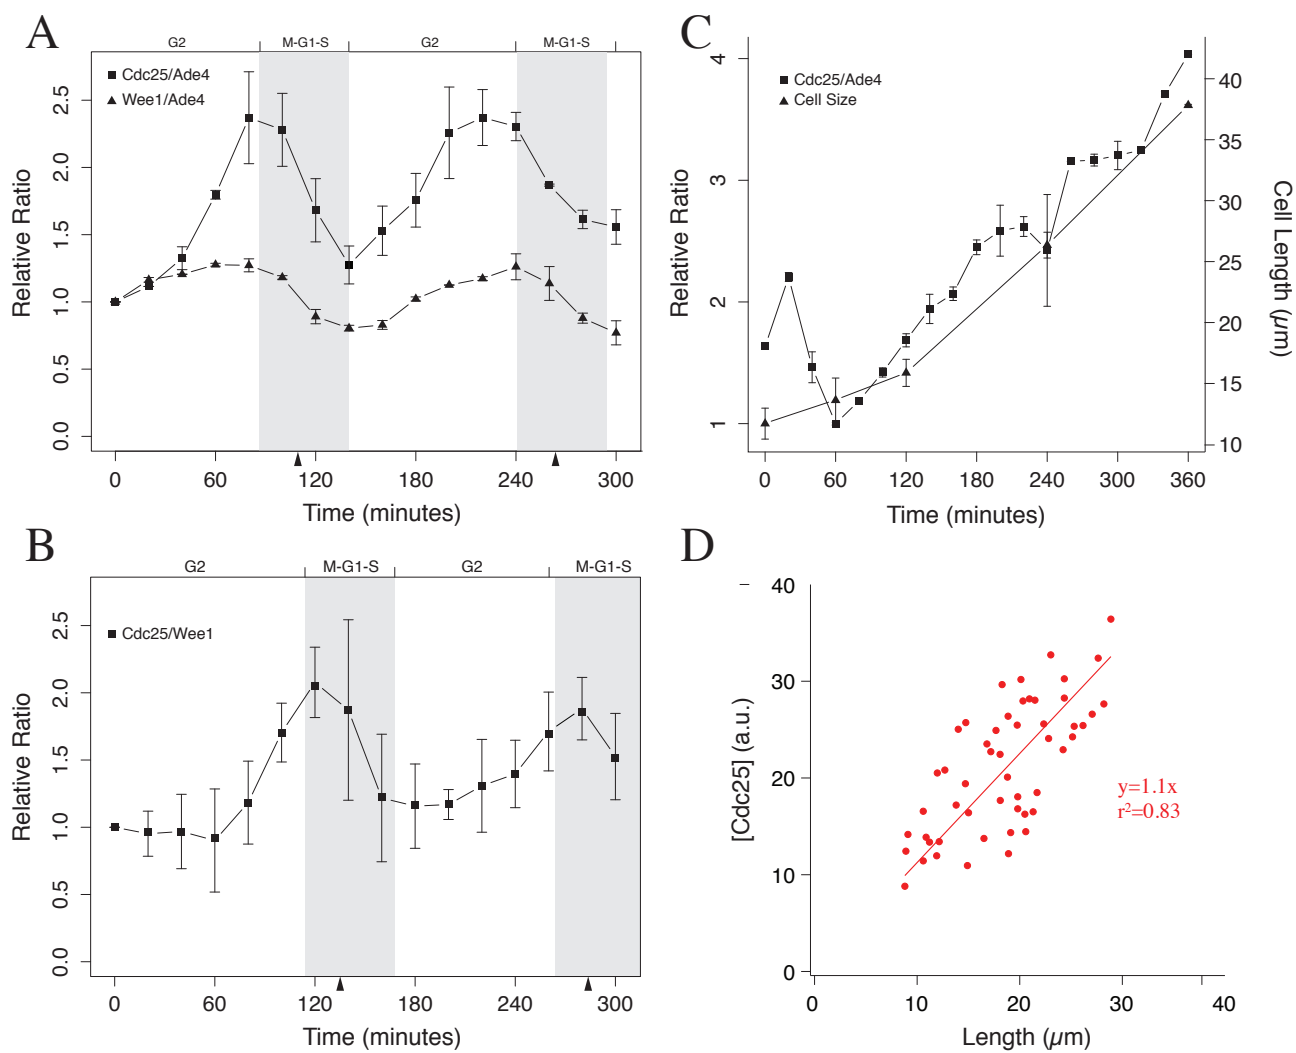 A
G2 M-G1-S G2 M-G1-S
Cdc25/Ade4
Wee1/Ade4
Relative Ratio
0.0 0.5 1.0 1.5 2.0 2.5
0 60 120 180 240 300
Time (minutes)
B
G2 M-G1-S G2 M-G1-S
Cdc25/Wee1
Relative Ratio
0.0 0.5 1.0 1.5 2.0 2.5
0 60 120 180 240 300
Time (minutes)
C
Cdc25/Ade4
Cell Size
Relative Ratio
1 2 3 4
Cell Length (µm)
10 15 20 25 30 35 40
0 60 120 180 240 300 360
Time (minutes)
D
[Cdc25] (a.u.)
40
30
20
10
0
y=1.1x
r²=0.83
0 10 20 30 40
Length (µm)